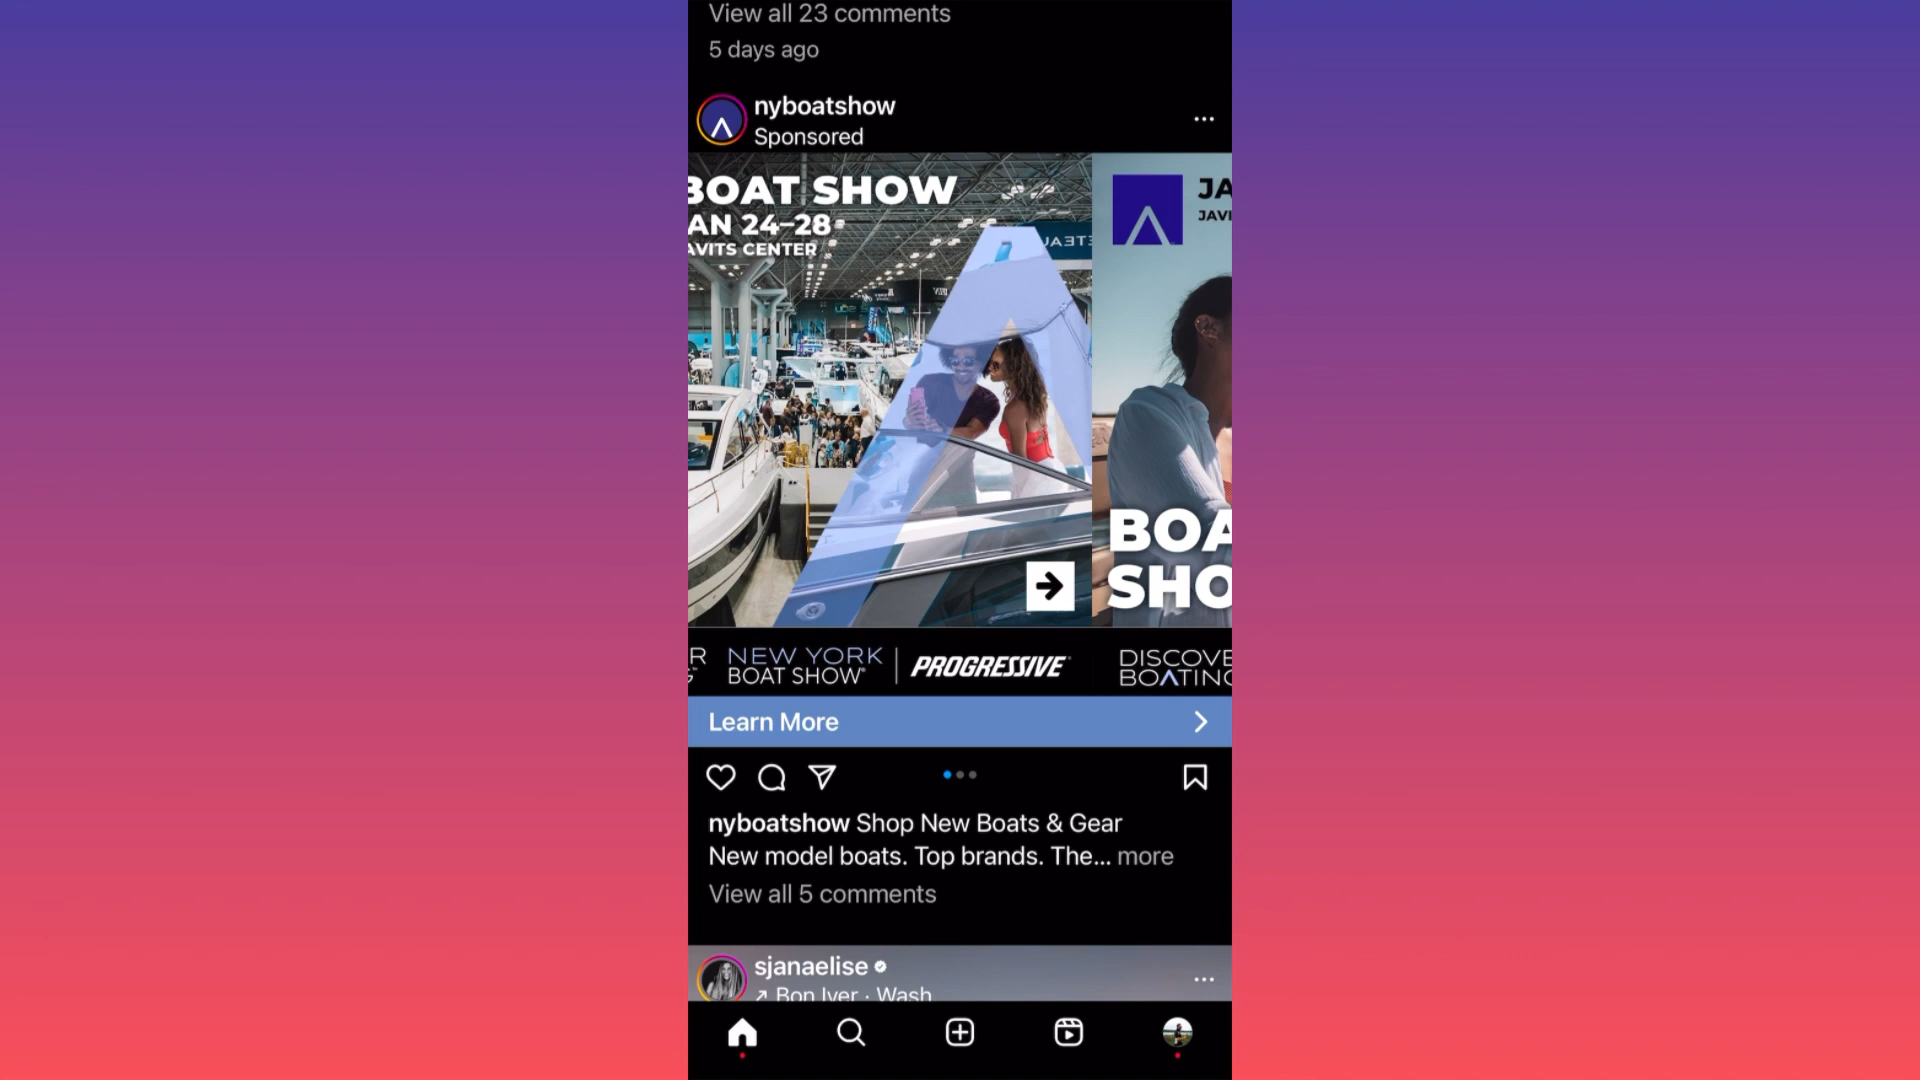 View all 23 comments
5 days ago
nyboatshow
Sponsored
BOAT SHOW
AN 24–28
AVITS CENTER
JA
JAVI
BOA
SHO
R
NEW YORK
BOAT SHOW
PROGRESSIVE
DISCOVE
BOATING
Learn More
nyboatshow Shop New Boats & Gear
New model boats. Top brands. The... more
View all 5 comments
sjanaelise
Bon Iver · Wash